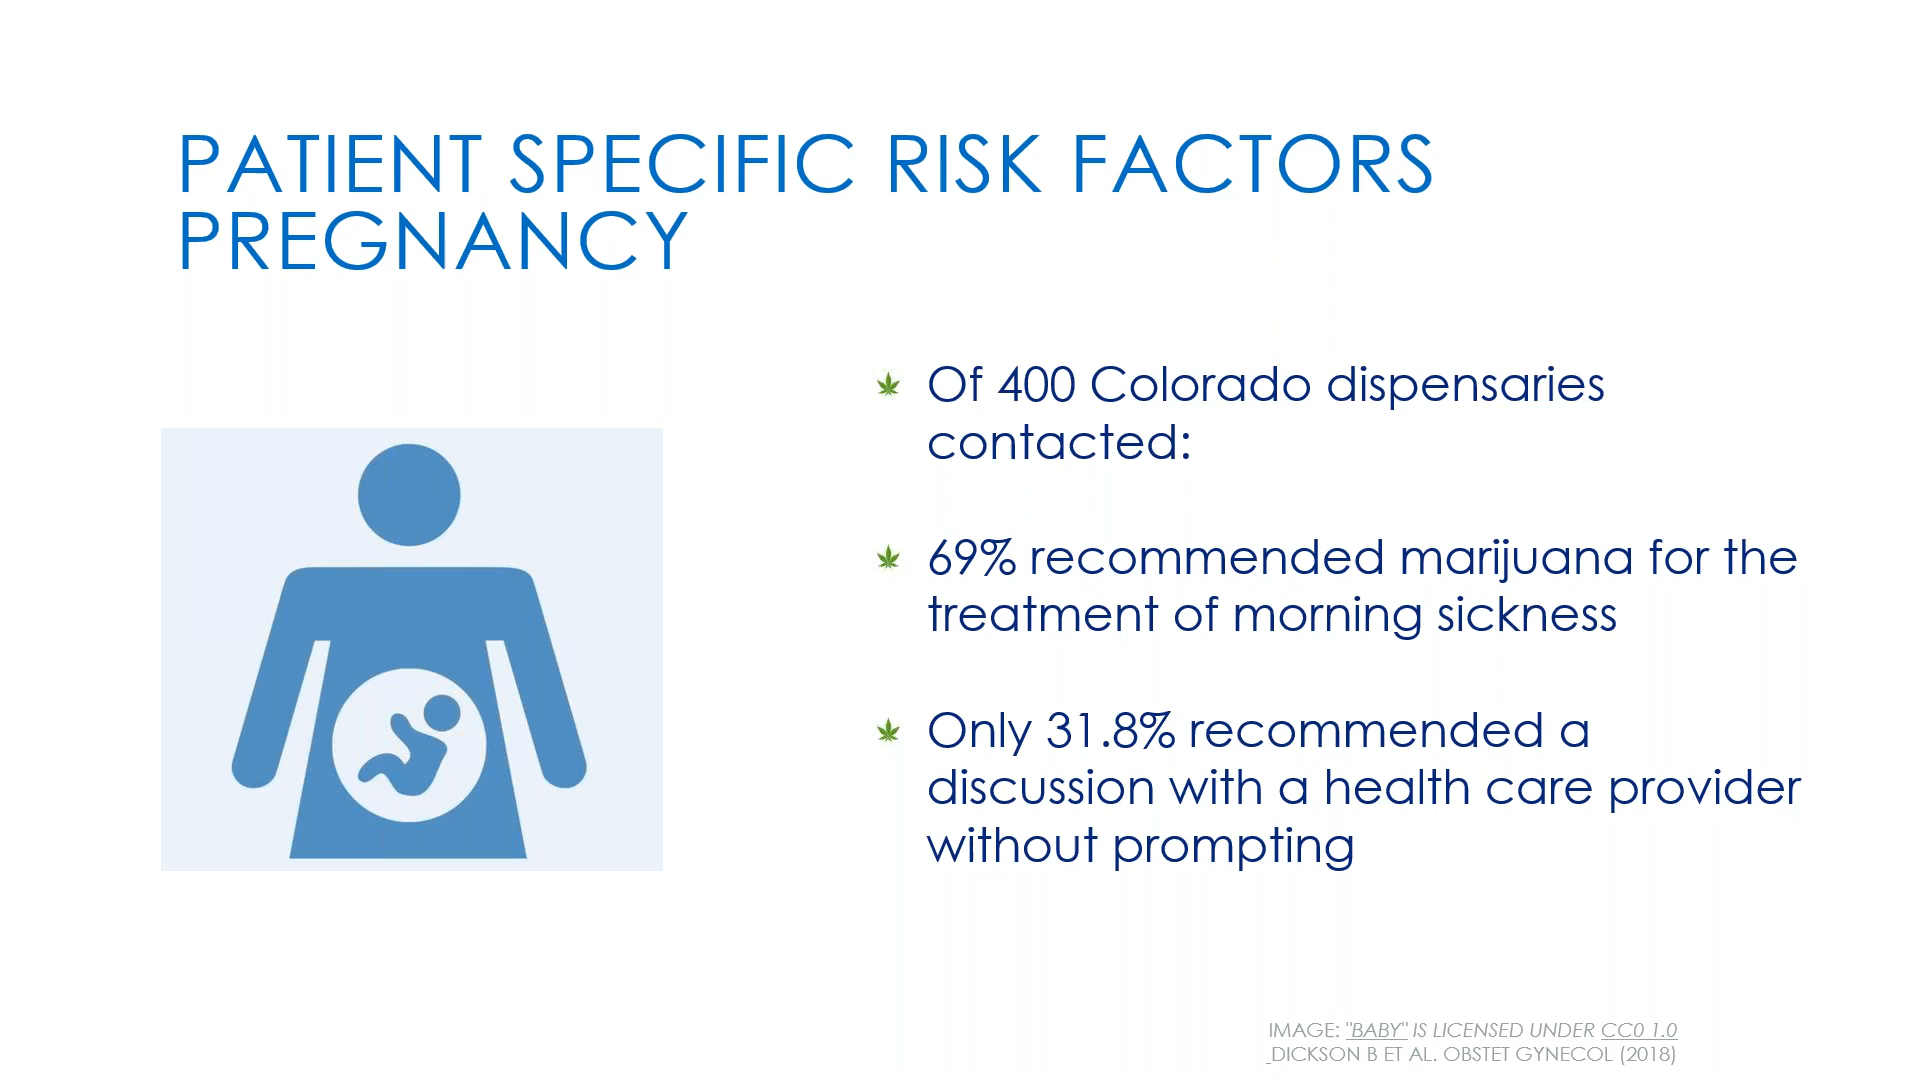 PATIENT SPECIFIC RISK FACTORS
PREGNANCY
Of 400 Colorado dispensaries
contacted:
69% recommended marijuana for the
treatment of morning sickness
Only 31.8% recommended a
discussion with a health care provider
without prompting
IMAGE: "BABY" IS LICENSED UNDER CC0 1.0
DICKSON B ET AL. OBSTET GYNECOL (2018)